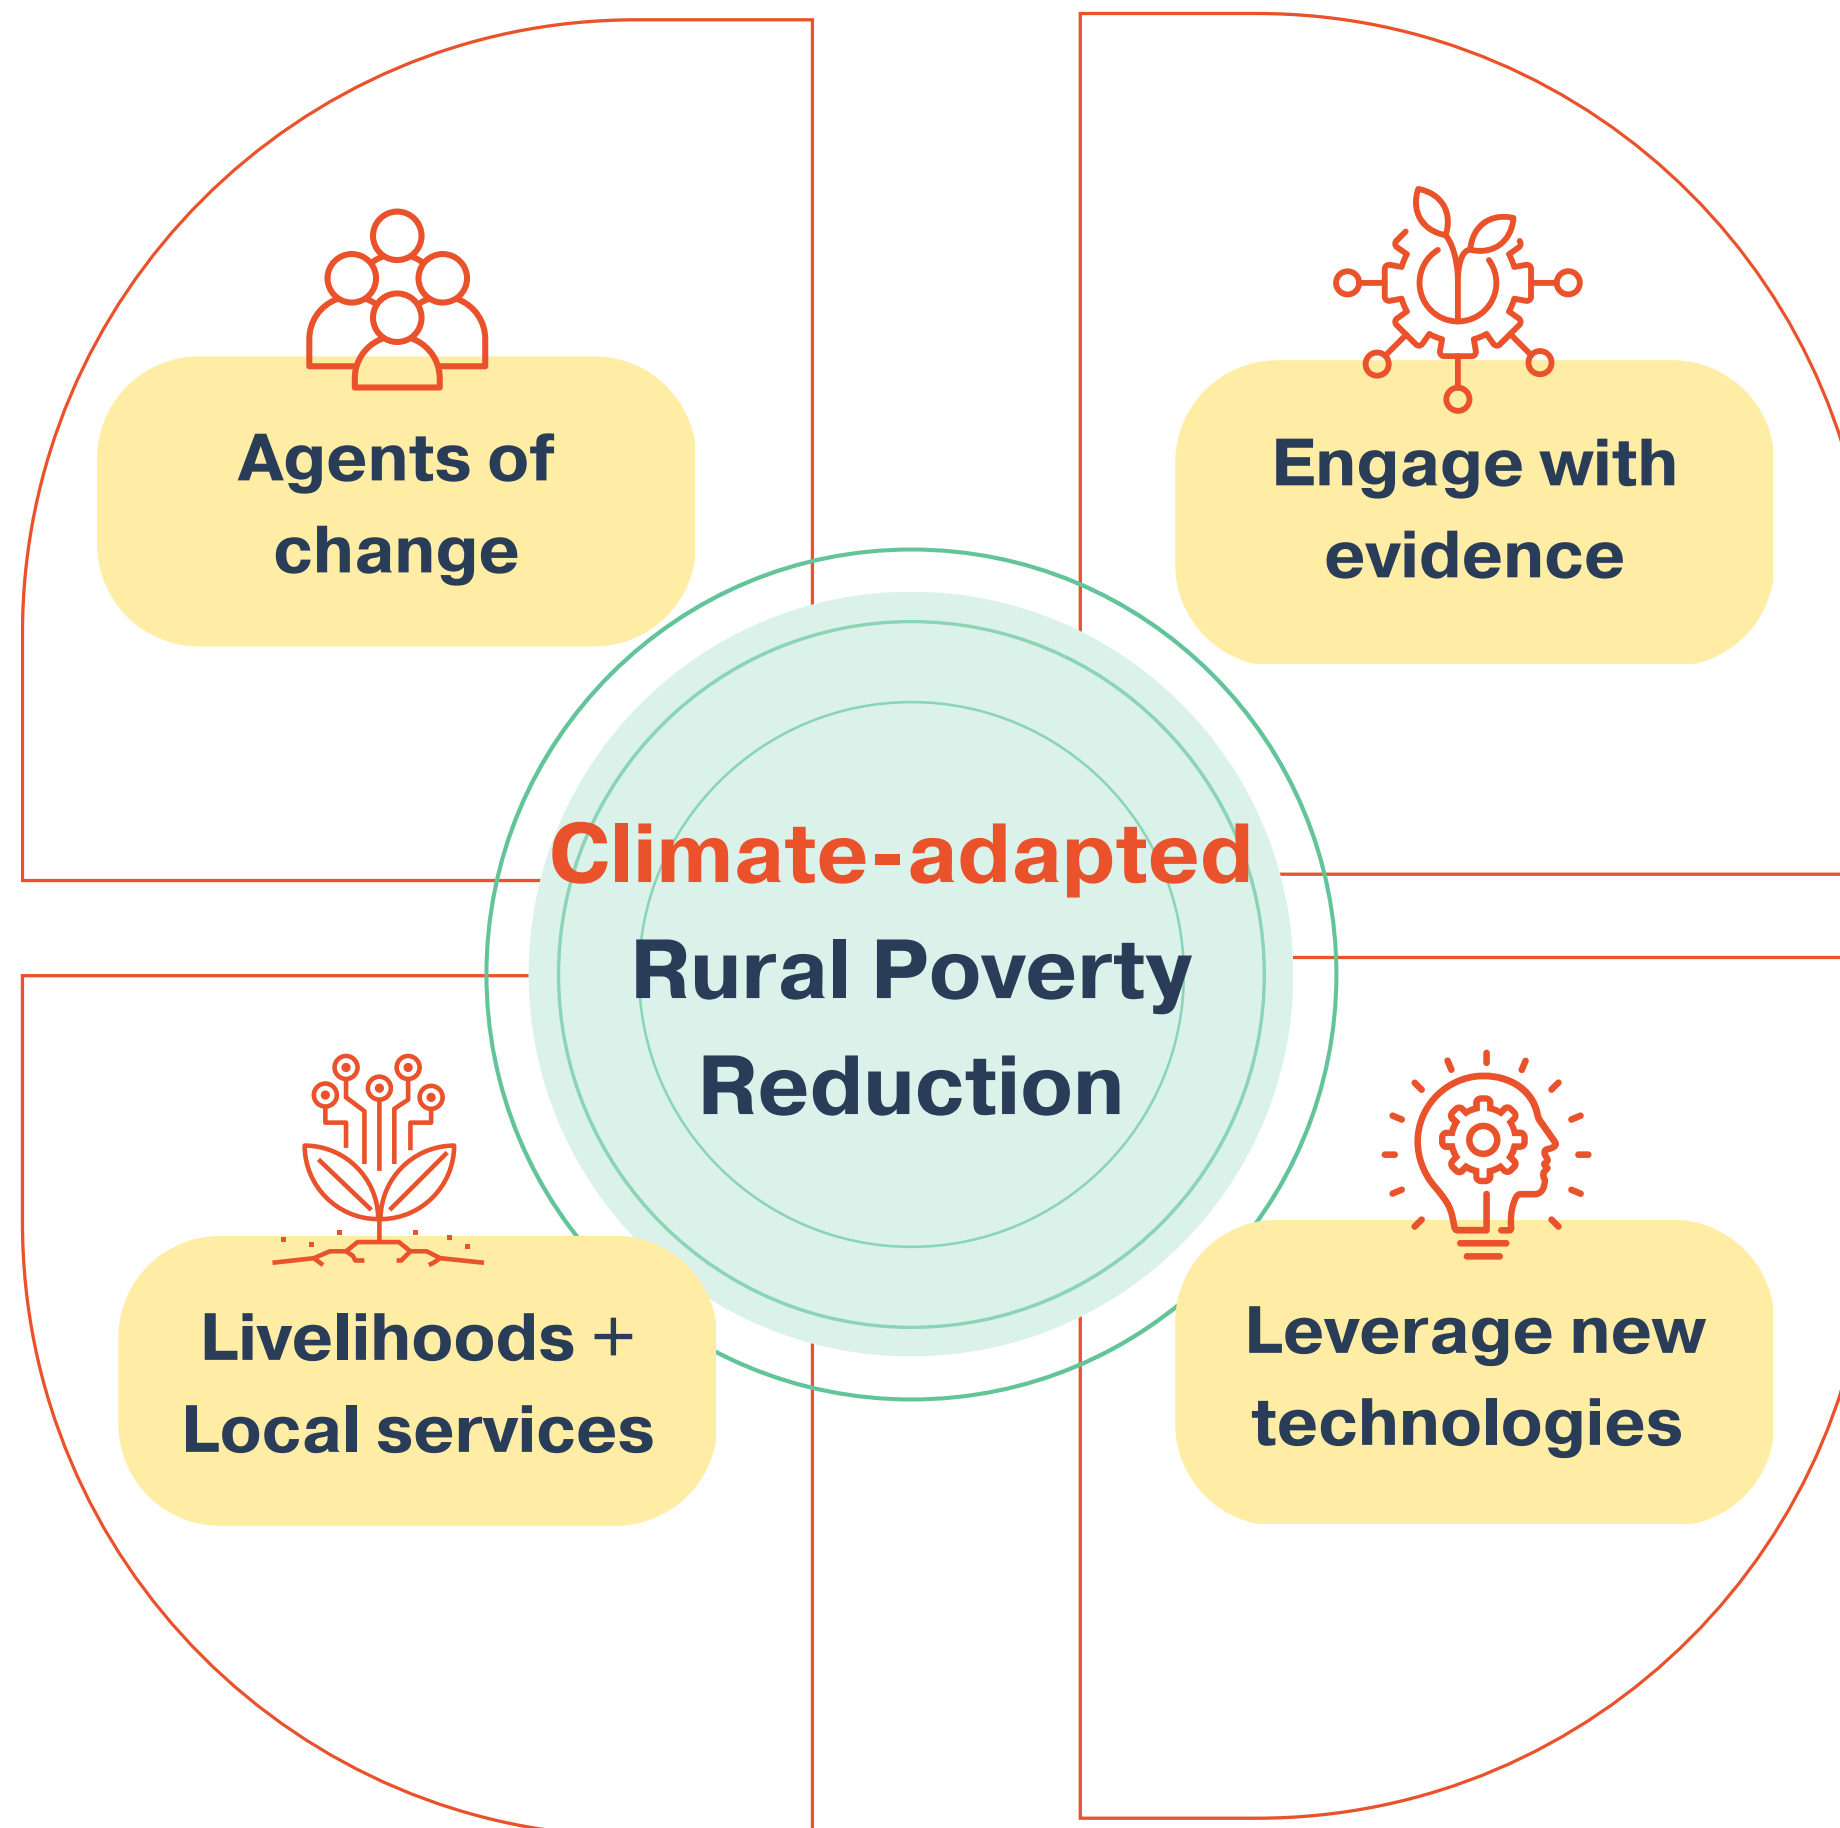 Agents of
change
Engage with
evidence
Climate-adapted
Rural Poverty
Reduction
Livelihoods +
Local services
Leverage new
technologies